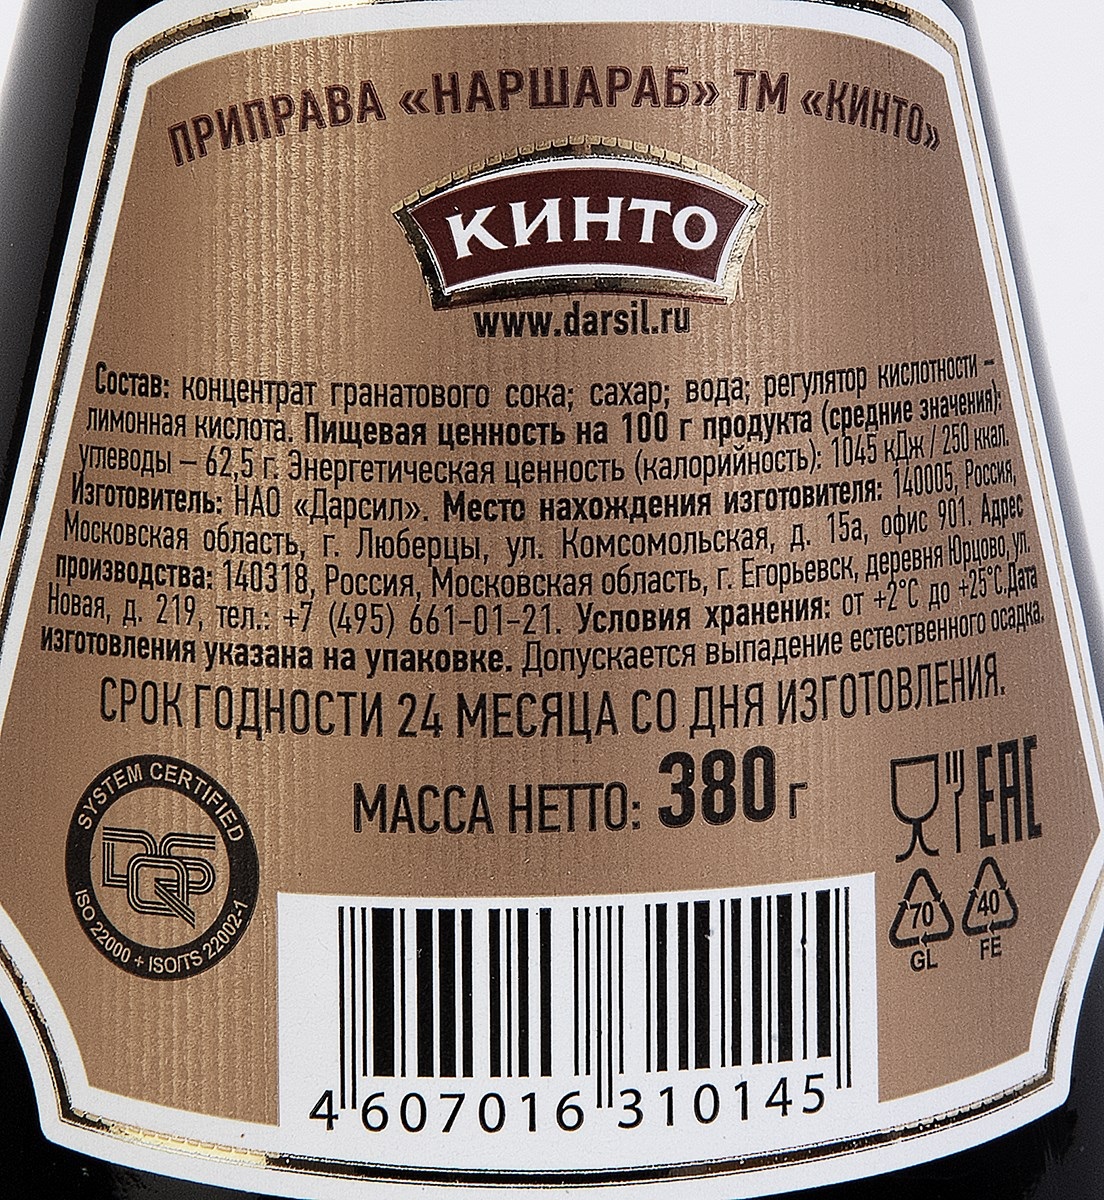 ПРИПРАВА «НАРШАРАБ» ТМ «КИНТО»
КИНТО
www.darsil.ru
Состав: концентрат гранатового сока; сахар; вода; регулятор кислотности –
лимонная кислота. Пищевая ценность на 100 г продукта (средние значения):
углеводы – 62,5 г. Энергетическая ценность (калорийность): 1045 кДж / 250 ккал.
Изготовитель: НАО «Дарсил». Место нахождения изготовителя: 140005, Россия,
Московская область, г. Люберцы, ул. Комсомольская, д. 15а, офис 901. Адрес
производства: 140318, Россия, Московская область, г. Егорьевск, деревня Юрцово, ул.
Новая, д. 219, тел.: +7 (495) 661-01-21. Условия хранения: от +2°С до +25°С.Дата
изготовления указана на упаковке. Допускается выпадение естественного осадка.
СРОК ГОДНОСТИ 24 МЕСЯЦА СО ДНЯ ИЗГОТОВЛЕНИЯ.
МАССА НЕТТО: 380 г
EAC
SYSTEM CERTIFIED
DQS
ISO 22000 + ISO/TS 22002-1
70
GL
40
FE
4 607016 310145